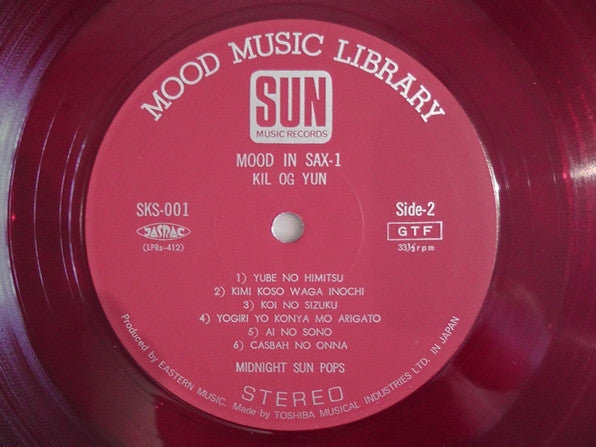 MOOD MUSIC LIBRARY
SUN
MUSIC RECORDS
MOOD IN SAX-1
KIL OG YUN
SKS-001
JASRAC
(LPRs-412)
Side-2
GTF
33⅓rpm
1) YUBE NO HIMITSU
2) KIMI KOSO WAGA INOCHI
3) KOI NO SIZUKU
4) YOGIRI YO KONYA MO ARIGATO
5) AI NO SONO
6) CASBAH NO ONNA
MIDNIGHT SUN POPS
STEREO
Produced by EASTERN MUSIC. Made by TOSHIBA MUSICAL INDUSTRIES LTD. IN JAPAN